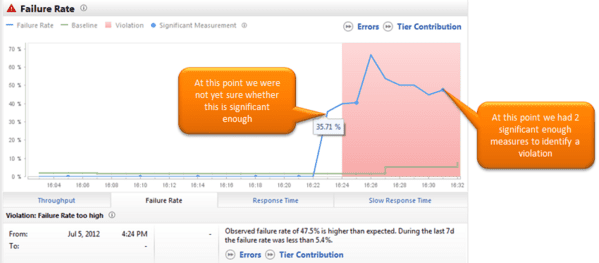 Failure Rate
Failure Rate Baseline Violation Significant Measurement
Errors Tier Contribution
70 %
60 %
50 %
40 %
30 %
20 %
10 %
0 %
At this point we were
not yet sure whether
this is significant
enough
35.71 %
At this point we had 2
significant enough
measures to identify a
violation
16:04 16:06 16:08 16:10 16:12 16:14 16:16 16:18 16:20 16:22 16:24 16:26 16:28 16:30 16:32
Throughput Failure Rate Response Time Slow Response Time
Violation: Failure Rate too high
From: Jul 5, 2012 4:24 PM - Observed failure rate of 47.5% is higher than expected. During the last 7d
To: - the failure rate was less than 5.4%.
Errors Tier Contribution